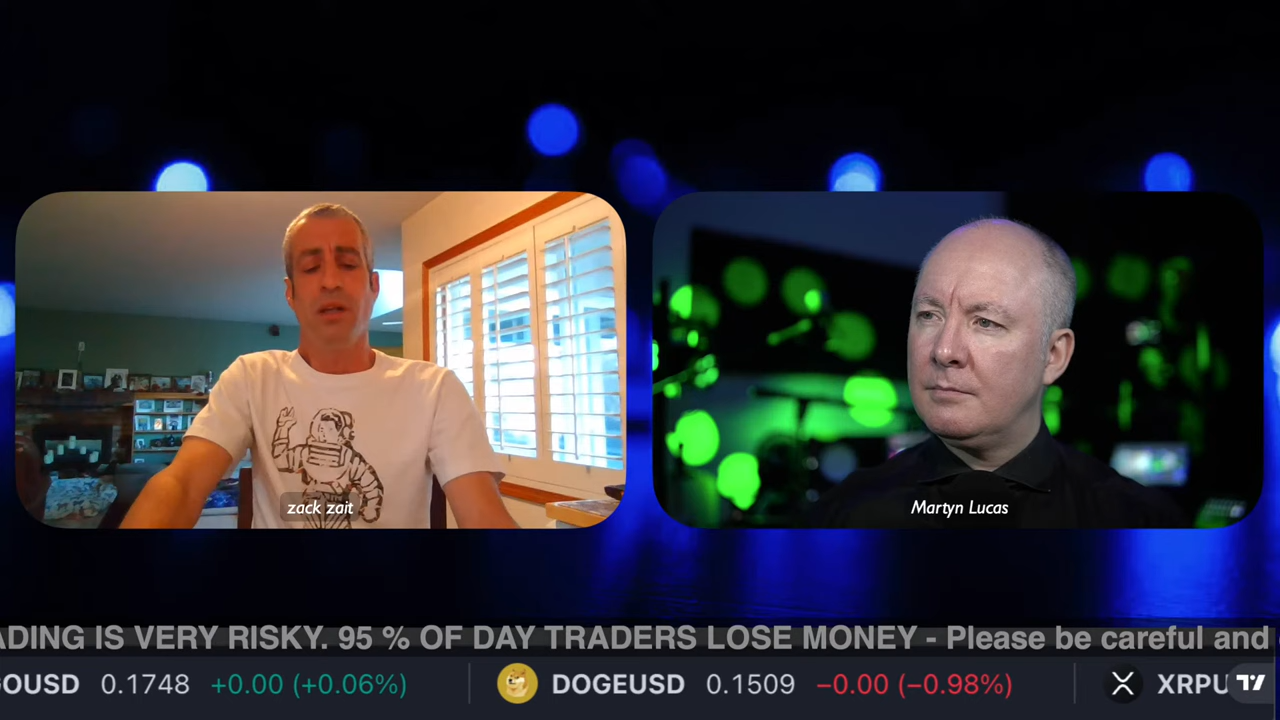 zack zait
Martyn Lucas
ADING IS VERY RISKY. 95 % OF DAY TRADERS LOSE MONEY - Please be careful and
GOUSD 0.1748 +0.00 (+0.06%) DOGEUSD 0.1509 −0.00 (−0.98%) XRPU